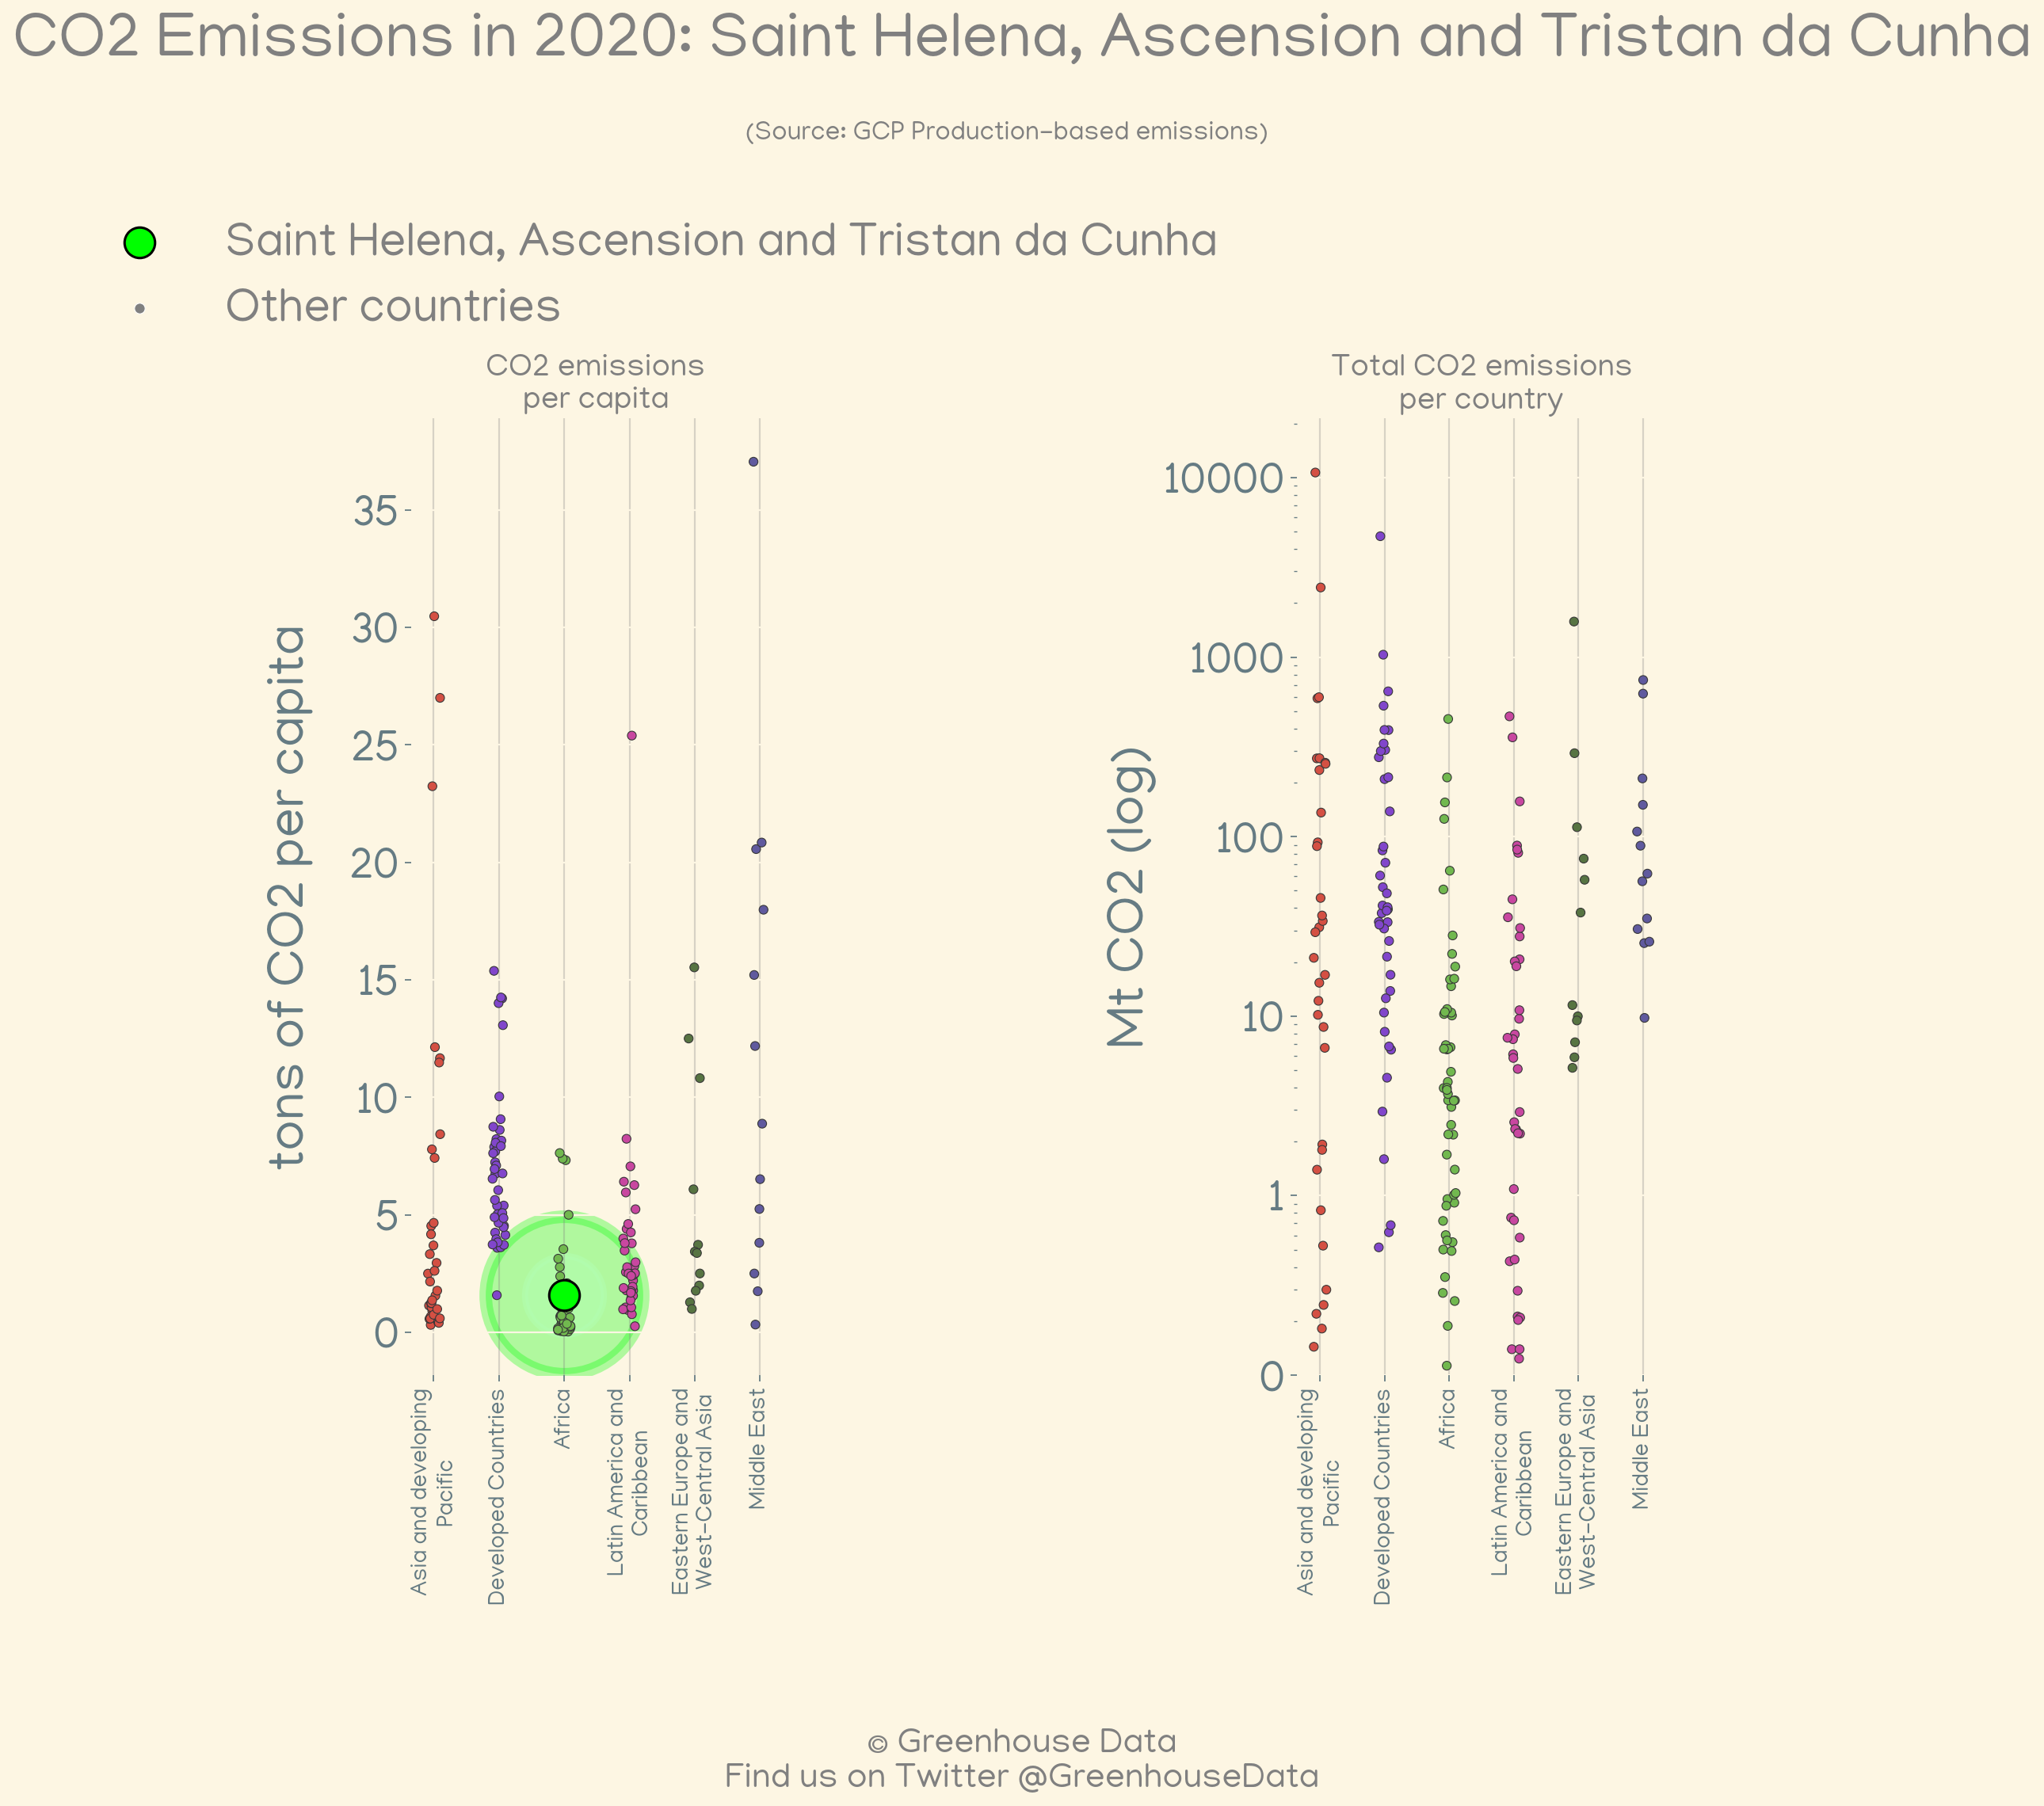 CO2 Emissions in 2020: Saint Helena, Ascension and Tristan da Cunha
(Source: GCP Production-based emissions)
Saint Helena, Ascension and Tristan da Cunha
Other countries
CO2 emissions
per capita
tons of CO2 per capita
35
30
25
20
15
10
5
0
Asia and developing
Pacific
Developed Countries
Africa
Latin America and
Caribbean
Eastern Europe and
West-Central Asia
Middle East
Total CO2 emissions
per country
Mt CO2 (log)
10000
1000
100
10
1
0
Asia and developing
Pacific
Developed Countries
Africa
Latin America and
Caribbean
Eastern Europe and
West-Central Asia
Middle East
© Greenhouse Data
Find us on Twitter @GreenhouseData